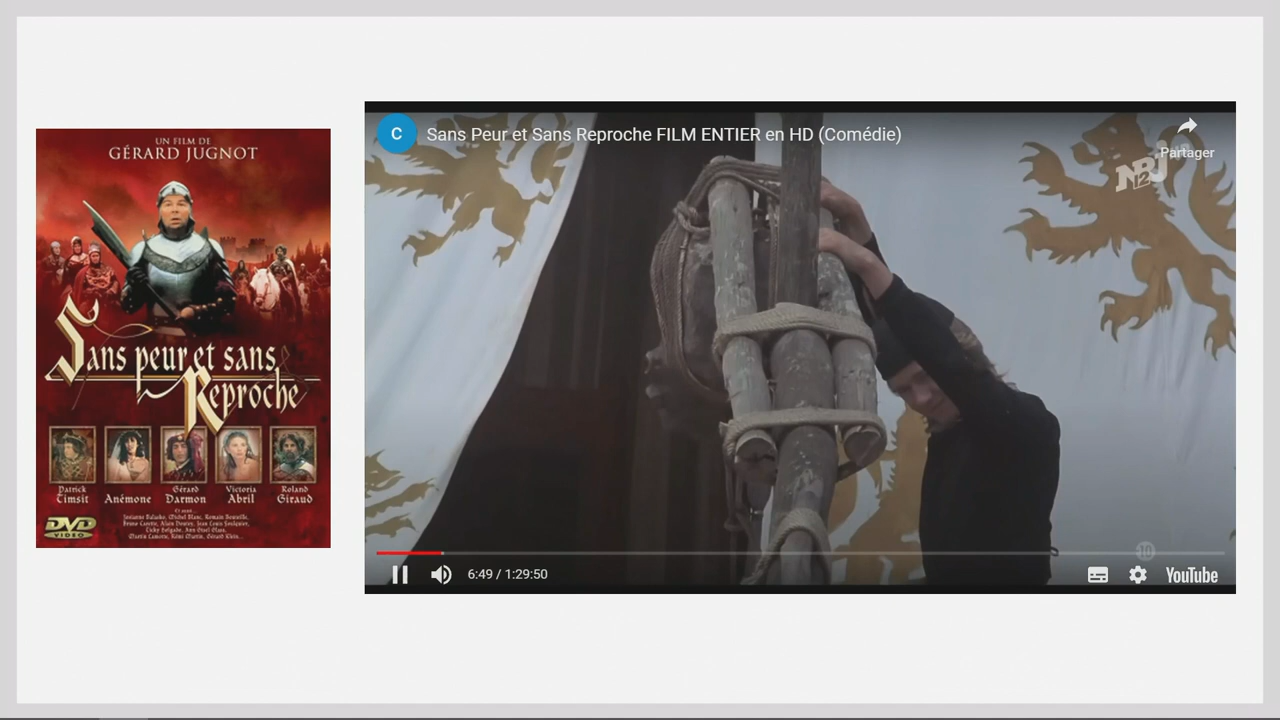 UN FILM DE
GÉRARD JUGNOT
Sans peur et sans
Reproche
Patrick
Timsit
Anémone
Gérard
Darmon
Victoria
Abril
Roland
Giraud
DVD
VIDEO
C
Sans Peur et Sans Reproche FILM ENTIER en HD (Comédie)
Partager
NRJ
12
10
6:49 / 1:29:50
YouTube